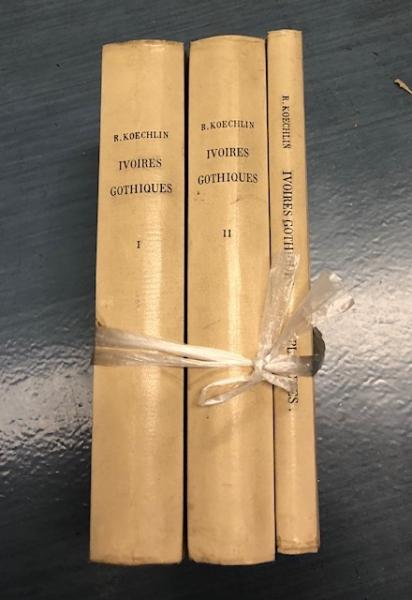 R. KOECHLIN
IVOIRES
GOTHIQUES
I
R. KOECHLIN
IVOIRES
GOTHIQUES
II
R. KOECHLIN
IVOIRES